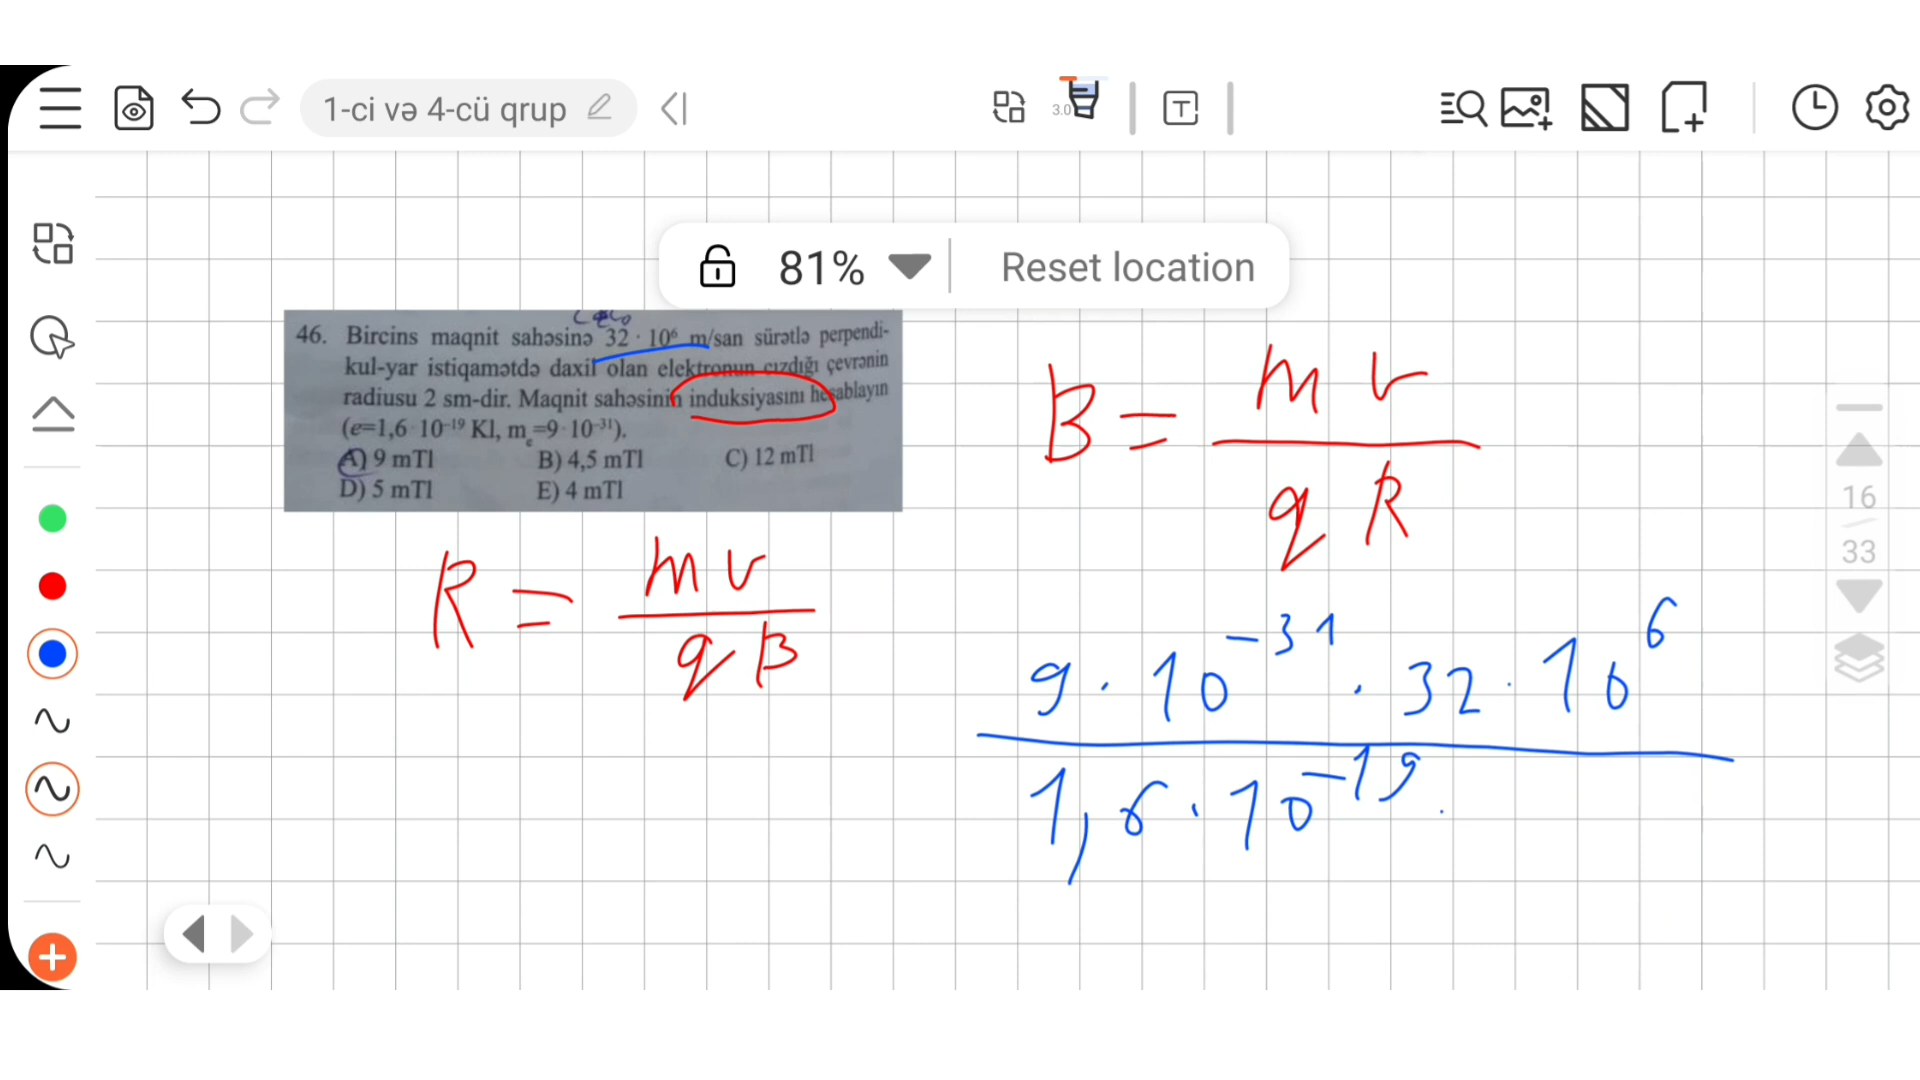 1-ci və 4-cü qrup
3.0
T
81%
Reset location
46. Bircins maqnit sahəsinə 32 · 10⁶ m/san sürətlə perpendi-
kul-yar istiqamətdə daxil olan elektronun cızdığı çevrənin
radiusu 2 sm-dir. Maqnit sahəsinin induksiyasını hesablayın
(e=1,6 · 10⁻¹⁹ Kl, mₑ=9 · 10⁻³¹).
A) 9 mTl B) 4,5 mTl C) 12 mTl
D) 5 mTl E) 4 mTl
R = mv / qB
B = mv / qR
9 · 10⁻³¹ · 32 · 10⁶
1,6 · 10⁻¹⁹ ·
16
33